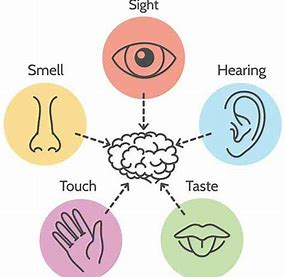 Sight
Smell
Hearing
Touch
Taste